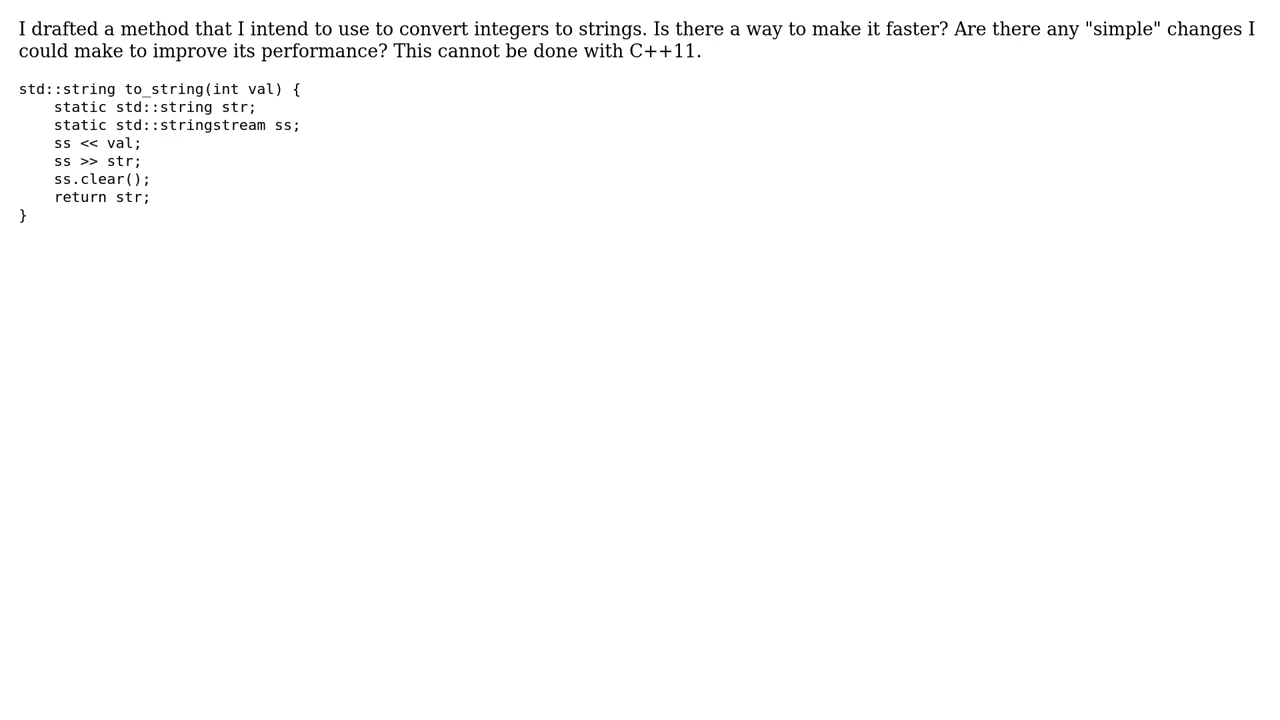 I drafted a method that I intend to use to convert integers to strings. Is there a way to make it faster? Are there any "simple" changes I
could make to improve its performance? This cannot be done with C++11.
std::string to_string(int val) {
    static std::string str;
    static std::stringstream ss;
    ss << val;
    ss >> str;
    ss.clear();
    return str;
}